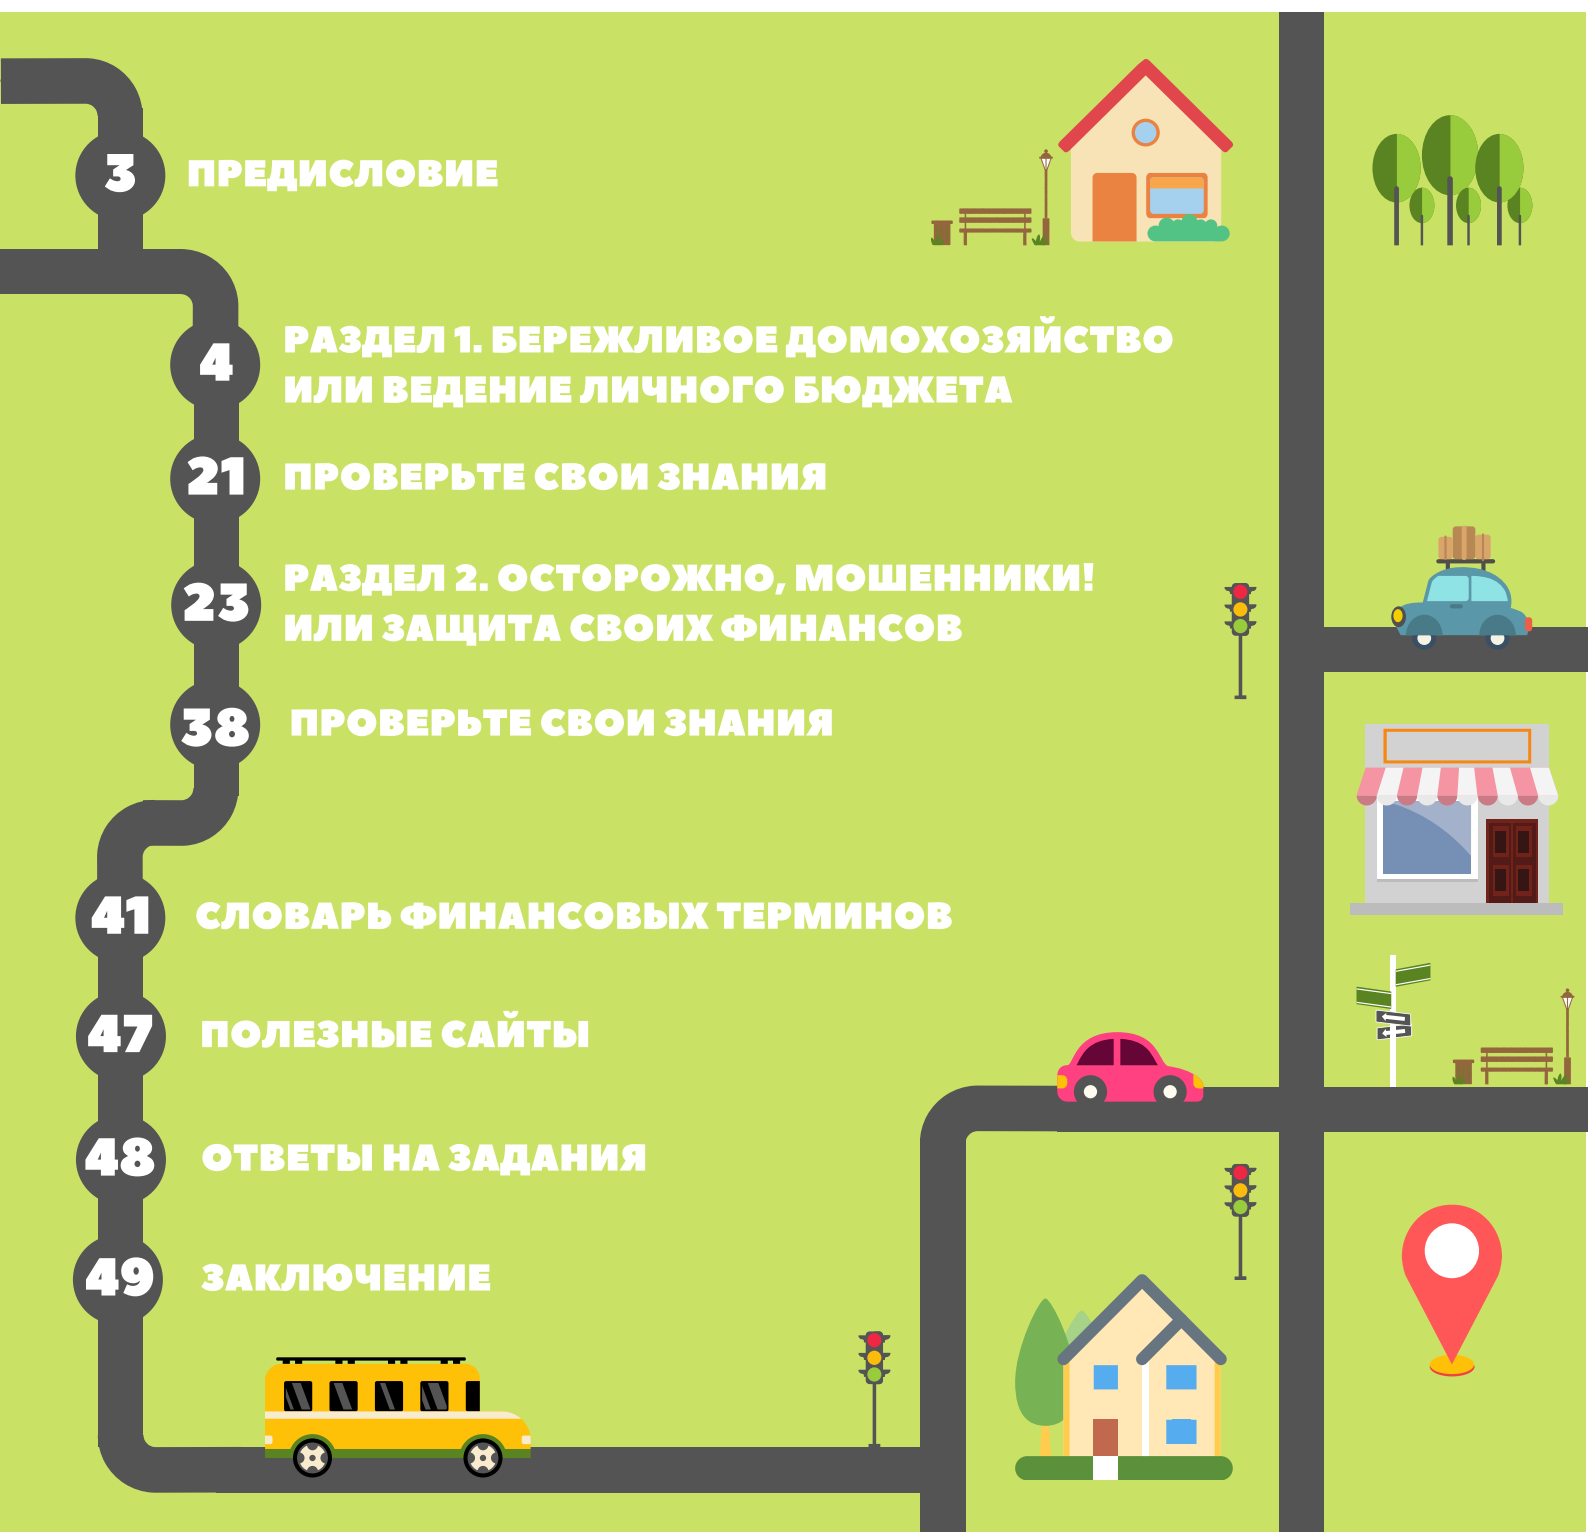 3 ПРЕДИСЛОВИЕ
4 РАЗДЕЛ 1. БЕРЕЖЛИВОЕ ДОМОХОЗЯЙСТВО
ИЛИ ВЕДЕНИЕ ЛИЧНОГО БЮДЖЕТА
21 ПРОВЕРЬТЕ СВОИ ЗНАНИЯ
23 РАЗДЕЛ 2. ОСТОРОЖНО, МОШЕННИКИ!
ИЛИ ЗАЩИТА СВОИХ ФИНАНСОВ
38 ПРОВЕРЬТЕ СВОИ ЗНАНИЯ
41 СЛОВАРЬ ФИНАНСОВЫХ ТЕРМИНОВ
47 ПОЛЕЗНЫЕ САЙТЫ
48 ОТВЕТЫ НА ЗАДАНИЯ
49 ЗАКЛЮЧЕНИЕ